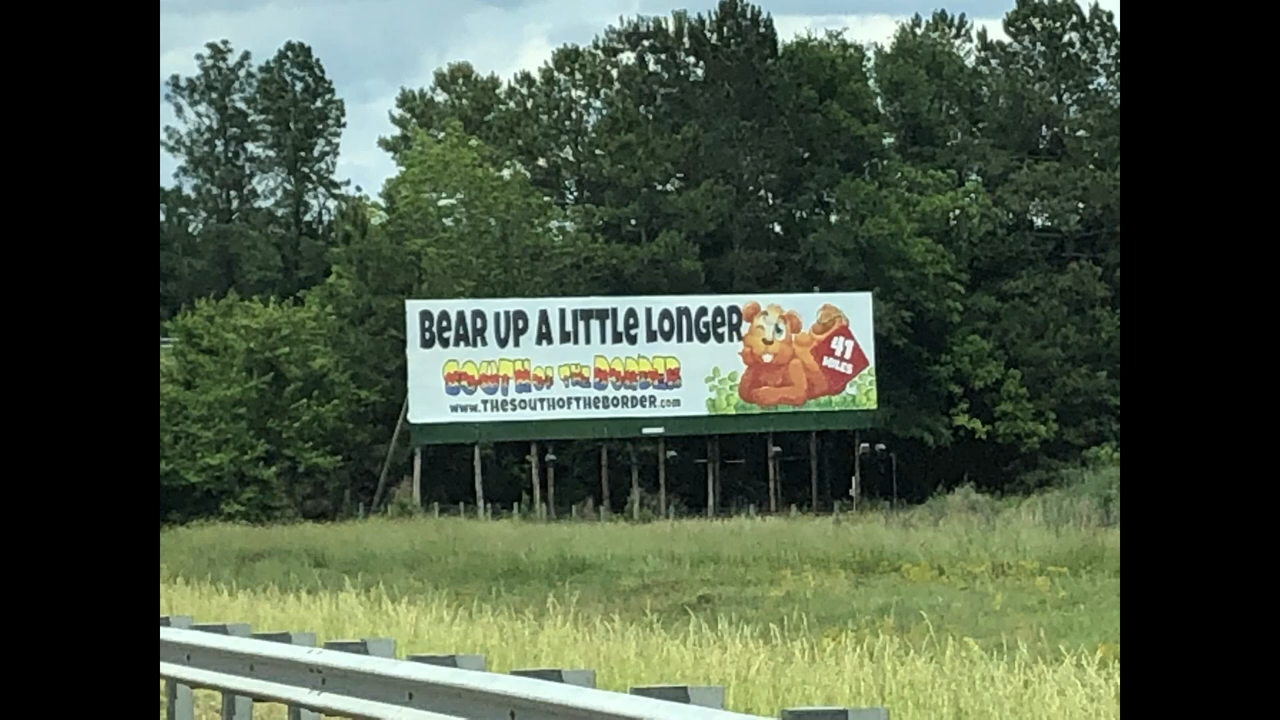 BEAR UP A LITTLE LONGER
SOUTH OF THE BORDER
www.THESOUTHOFTHEBORDER.com
41
MILES